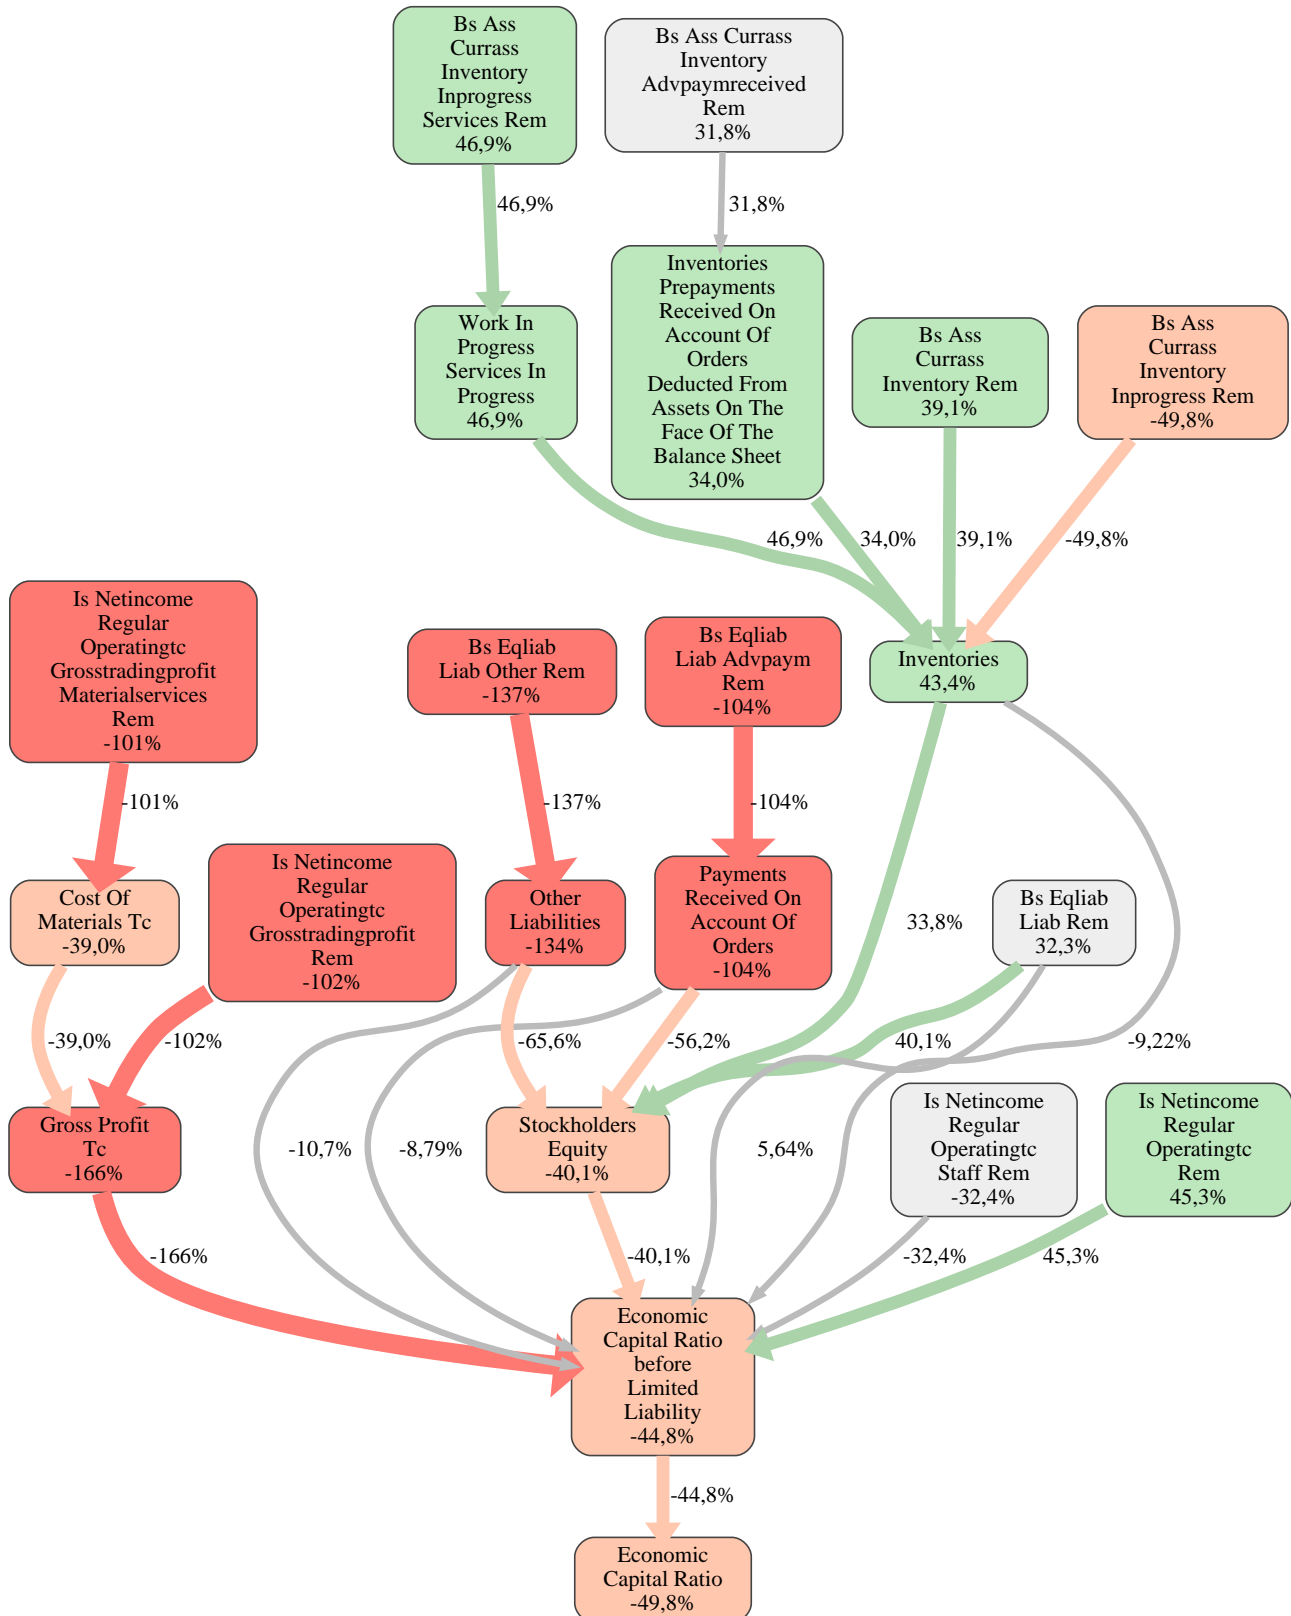 Bs Ass
Currass
Inventory
Inprogress
Services Rem
46,9%
Bs Ass Currass
Inventory
Advpaymreceived
Rem
31,8%
46,9%
31,8%
Work In
Progress
Services In
Progress
46,9%
Inventories
Prepayments
Received On
Account Of
Orders
Deducted From
Assets On The
Face Of The
Balance Sheet
34,0%
Bs Ass
Currass
Inventory Rem
39,1%
Bs Ass
Currass
Inventory
Inprogress Rem
-49,8%
46,9%
34,0%
39,1%
-49,8%
Is Netincome
Regular
Operatingtc
Grosstradingprofit
Materialservices
Rem
-101%
Bs Eqliab
Liab Other Rem
-137%
Bs Eqliab
Liab Advpaym
Rem
-104%
Inventories
43,4%
-101%
-137%
-104%
Cost Of
Materials Tc
-39,0%
Is Netincome
Regular
Operatingtc
Grosstradingprofit
Rem
-102%
Other
Liabilities
-134%
Payments
Received On
Account Of
Orders
-104%
33,8%
Bs Eqliab
Liab Rem
32,3%
-39,0%
-102%
-65,6%
-56,2%
40,1%
-9,22%
Gross Profit
Tc
-166%
-10,7%
-8,79%
Stockholders
Equity
-40,1%
5,64%
Is Netincome
Regular
Operatingtc
Staff Rem
-32,4%
Is Netincome
Regular
Operatingtc
Rem
45,3%
-166%
-40,1%
-32,4%
45,3%
Economic
Capital Ratio
before
Limited
Liability
-44,8%
-44,8%
Economic
Capital Ratio
-49,8%